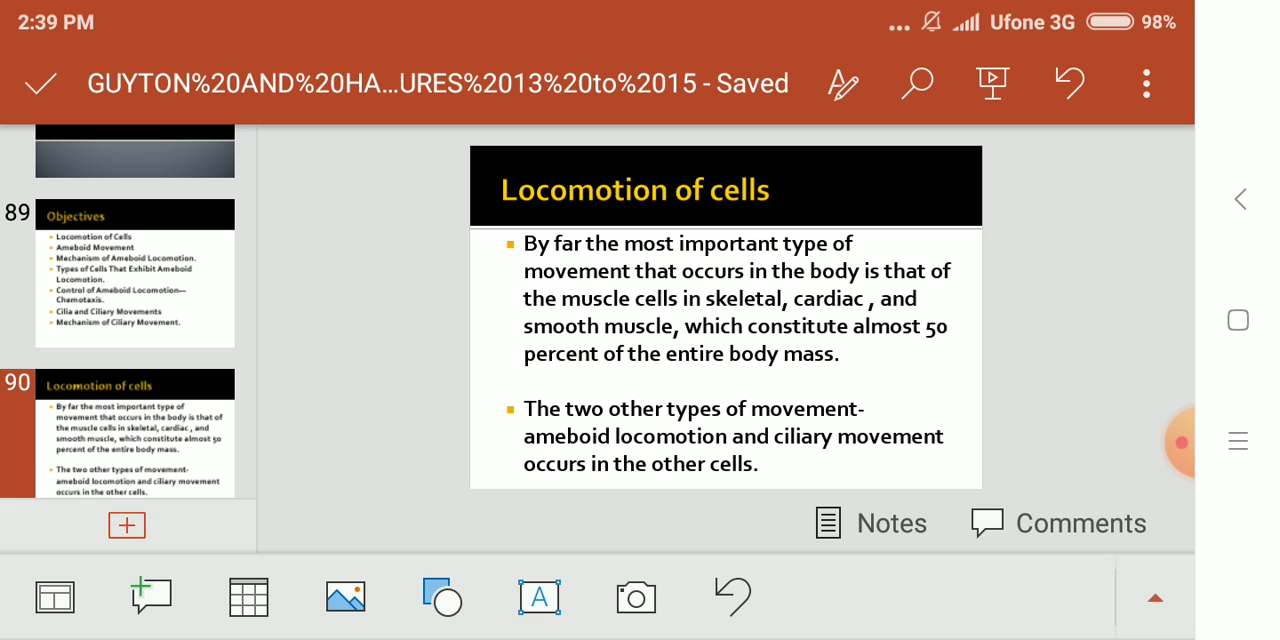 2:39 PM
... Ufone 3G 98%
GUYTON%20AND%20HA...URES%2013%20to%2015 - Saved
89
Objectives
Locomotion of Cells
Ameboid Movement
Mechanism of Ameboid Locomotion.
Types of Cells That Exhibit Ameboid
Locomotion.
Control of Ameboid Locomotion—
Chemotaxis.
Cilia and Ciliary Movements
Mechanism of Ciliary Movement.
90
Locomotion of cells
By far the most important type of
movement that occurs in the body is that of
the muscle cells in skeletal, cardiac , and
smooth muscle, which constitute almost 50
percent of the entire body mass.
The two other types of movement-
ameboid locomotion and ciliary movement
occurs in the other cells.
Locomotion of cells
By far the most important type of
movement that occurs in the body is that of
the muscle cells in skeletal, cardiac , and
smooth muscle, which constitute almost 50
percent of the entire body mass.
The two other types of movement-
ameboid locomotion and ciliary movement
occurs in the other cells.
Notes
Comments
A